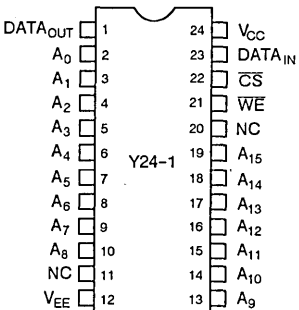 DATAOUT 1 24 VCC
A0 2 23 DATAIN
A1 3 22 C̅S̅
A2 4 21 W̅E̅
A3 5 20 NC
A4 6 19 A15
Y24-1
A5 7 18 A14
A6 8 17 A13
A7 9 16 A12
A8 10 15 A11
NC 11 14 A10
VEE 12 13 A9